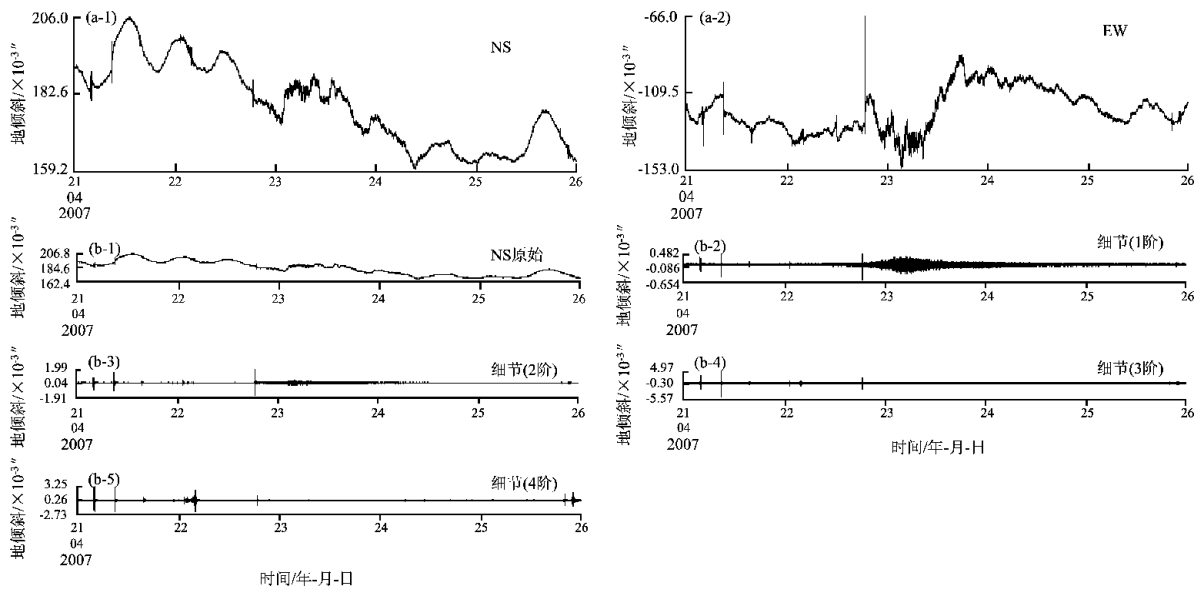 (a-1)
NS
地倾斜/×10⁻³″
206.0
182.6
159.2
21 22 23 24 25 26
04
2007
(a-2)
EW
地倾斜/×10⁻³″
-66.0
-109.5
-153.0
21 22 23 24 25 26
04
2007
(b-1)
NS原始
地倾斜/×10⁻³″
206.8
184.6
162.4
21 22 23 24 25 26
04
2007
(b-2)
细节(1阶)
地倾斜/×10⁻³″
0.482
-0.086
-0.654
21 22 23 24 25 26
04
2007
(b-3)
细节(2阶)
地倾斜/×10⁻³″
1.99
0.04
-1.91
21 22 23 24 25 26
04
2007
(b-4)
细节(3阶)
地倾斜/×10⁻³″
4.97
-0.30
-5.57
21 22 23 24 25 26
04
2007
时间/年-月-日
(b-5)
细节(4阶)
地倾斜/×10⁻³″
3.25
0.26
-2.73
21 22 23 24 25 26
04
2007
时间/年-月-日